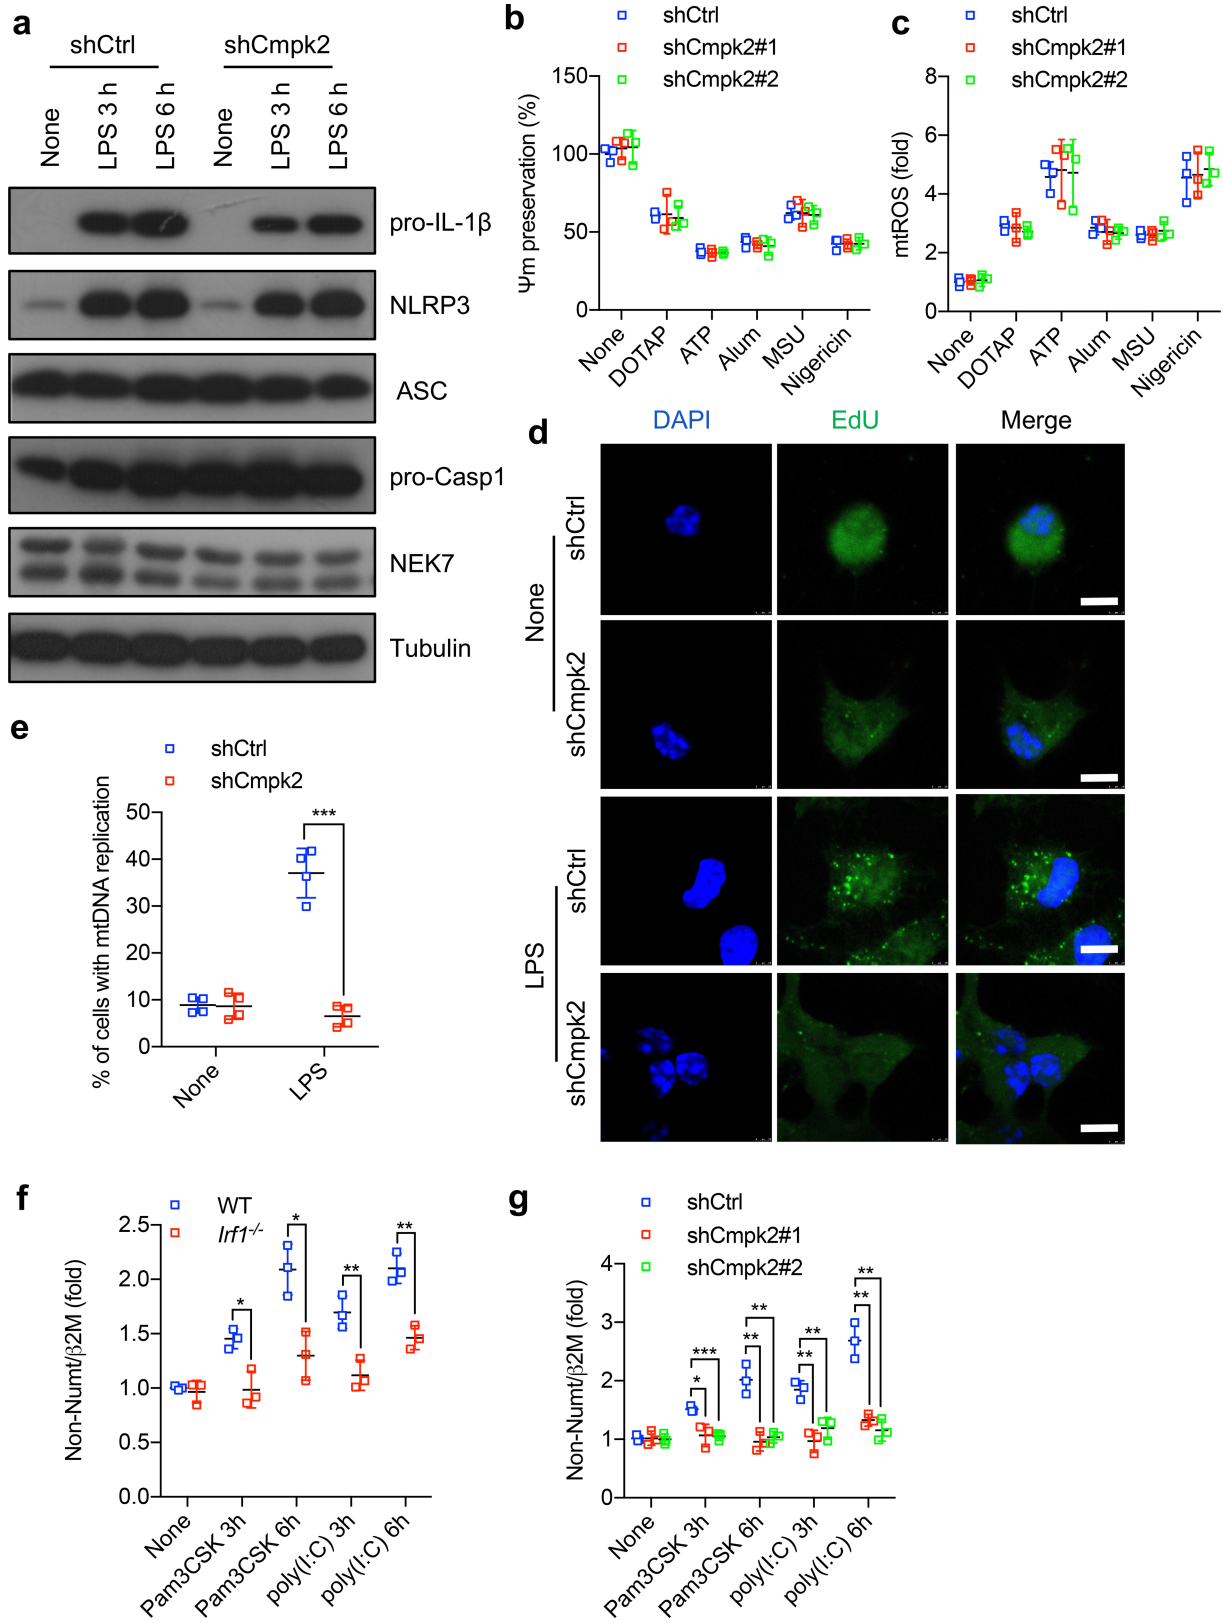 a
shCtrl
shCmpk2
None
LPS 3 h
LPS 6 h
None
LPS 3 h
LPS 6 h
pro-IL-1β
NLRP3
ASC
pro-Casp1
NEK7
Tubulin
b
shCtrl
shCmpk2#1
shCmpk2#2
Ψm preservation (%)
150
100
50
0
None
DOTAP
ATP
Alum
MSU
Nigericin
c
shCtrl
shCmpk2#1
shCmpk2#2
mtROS (fold)
8
6
4
2
0
None
DOTAP
ATP
Alum
MSU
Nigericin
d
DAPI
EdU
Merge
None
shCtrl
shCmpk2
LPS
shCtrl
shCmpk2
e
shCtrl
shCmpk2
% of cells with mtDNA replication
50
40
30
20
10
0
***
None
LPS
f
WT
Irf1-/-
Non-Numt/β2M (fold)
2.5
2.0
1.5
1.0
0.5
0.0
*
*
**
**
None
Pam3CSK 3h
Pam3CSK 6h
poly(I:C) 3h
poly(I:C) 6h
g
shCtrl
shCmpk2#1
shCmpk2#2
Non-Numt/β2M (fold)
4
3
2
1
0
***
*
**
**
**
**
**
**
None
Pam3CSK 3h
Pam3CSK 6h
poly(I:C) 3h
poly(I:C) 6h